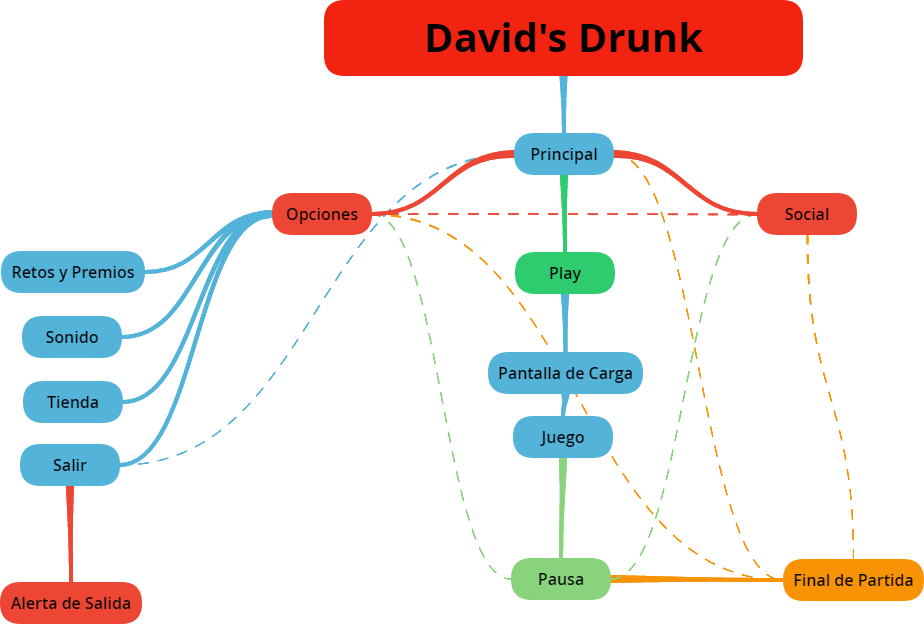 David's Drunk
Principal
Opciones
Social
Retos y Premios
Play
Sonido
Pantalla de Carga
Tienda
Juego
Salir
Pausa
Final de Partida
Alerta de Salida